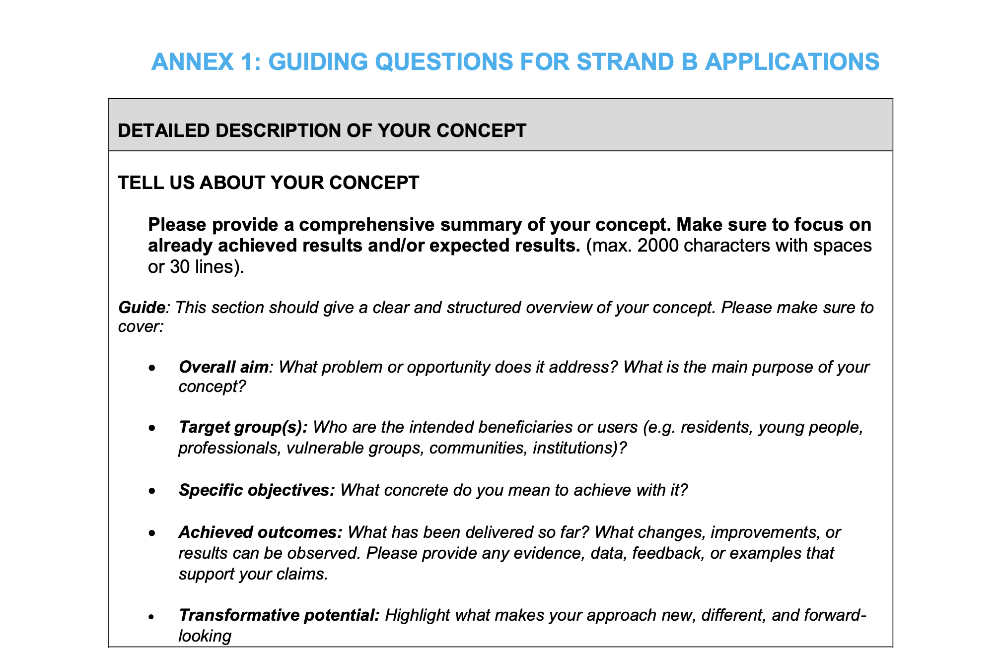 ANNEX 1: GUIDING QUESTIONS FOR STRAND B APPLICATIONS
DETAILED DESCRIPTION OF YOUR CONCEPT
TELL US ABOUT YOUR CONCEPT
Please provide a comprehensive summary of your concept. Make sure to focus on
already achieved results and/or expected results. (max. 2000 characters with spaces
or 30 lines).
Guide: This section should give a clear and structured overview of your concept. Please make sure to
cover:
• Overall aim: What problem or opportunity does it address? What is the main purpose of your
concept?
• Target group(s): Who are the intended beneficiaries or users (e.g. residents, young people,
professionals, vulnerable groups, communities, institutions)?
• Specific objectives: What concrete do you mean to achieve with it?
• Achieved outcomes: What has been delivered so far? What changes, improvements, or
results can be observed. Please provide any evidence, data, feedback, or examples that
support your claims.
• Transformative potential: Highlight what makes your approach new, different, and forward-
looking